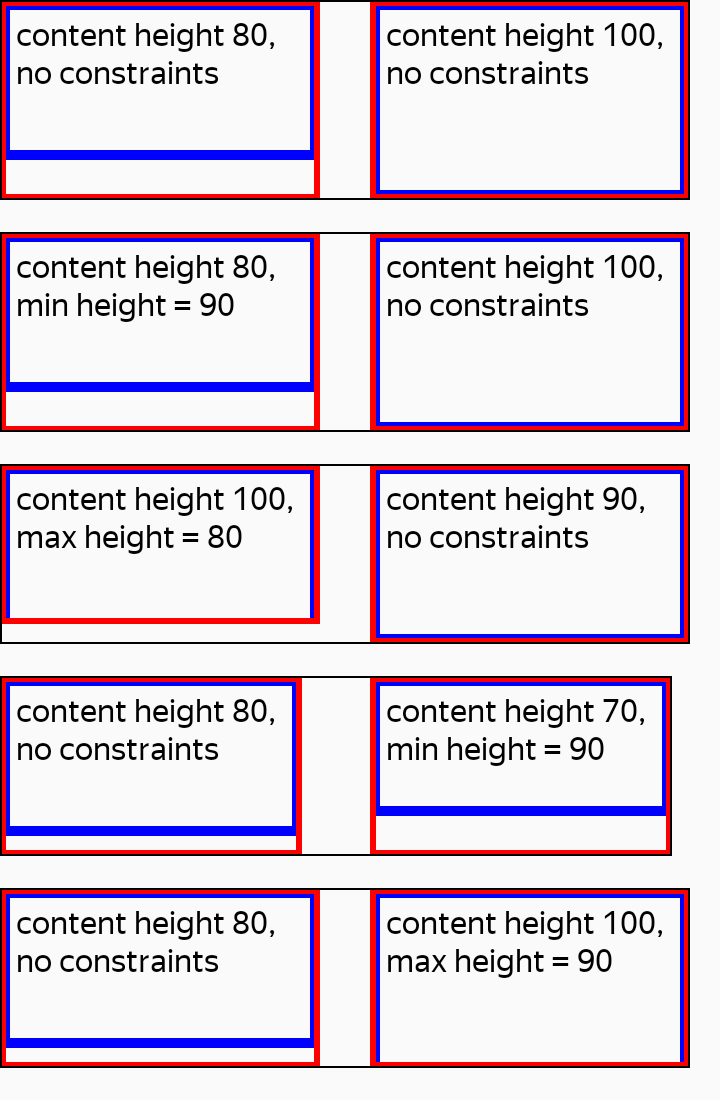 content height 80,
no constraints
content height 100,
no constraints
content height 80,
min height = 90
content height 100,
no constraints
content height 100,
max height = 80
content height 90,
no constraints
content height 80,
no constraints
content height 70,
min height = 90
content height 80,
no constraints
content height 100,
max height = 90